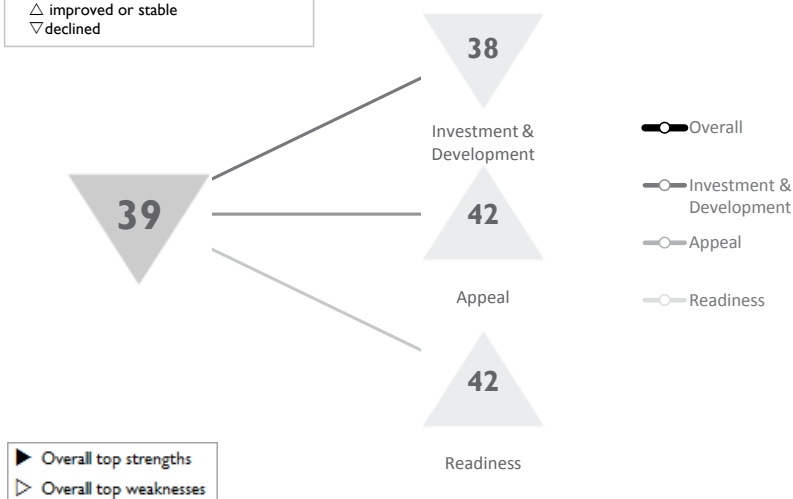 △ improved or stable
▽ declined
38
Investment &
Development
39
42
Appeal
42
Readiness
Overall
Investment &
Development
Appeal
Readiness
▶ Overall top strengths
▷ Overall top weaknesses